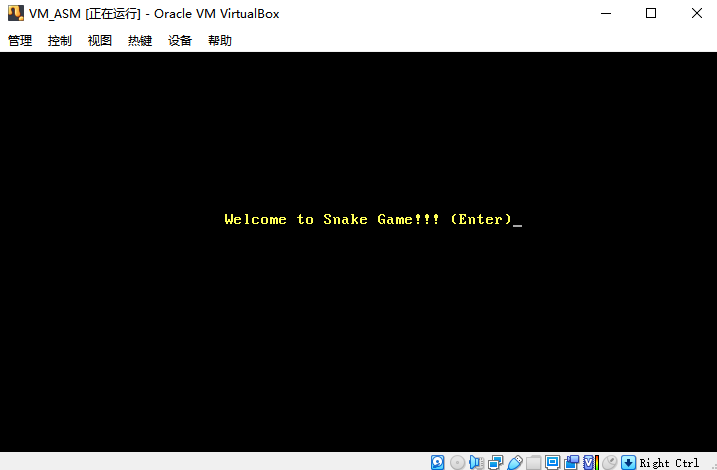 VM_ASM [正在运行] - Oracle VM VirtualBox
管理 控制 视图 热键 设备 帮助
Welcome to Snake Game!!! (Enter)_
Right Ctrl